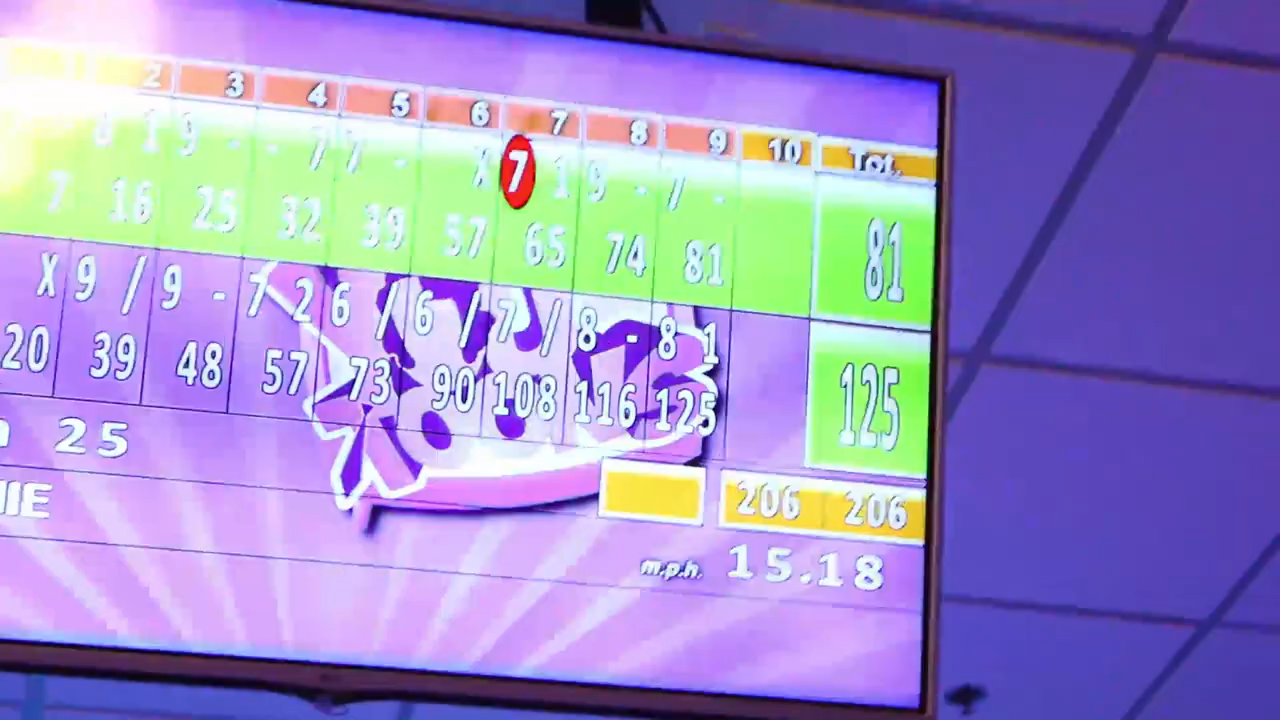 2 3 4 5 6 7 8 9 10 Tot.
8 1 9 - - 7 7 - X 7 1 9 - 7 -
7 16 25 32 39 57 65 74 81 81
X 9 / 9 - 7 2 6 / 6 / 7 / 8 - 8 1
20 39 48 57 73 90 108 116 125 125
25
206 206
m.p.h. 15.18